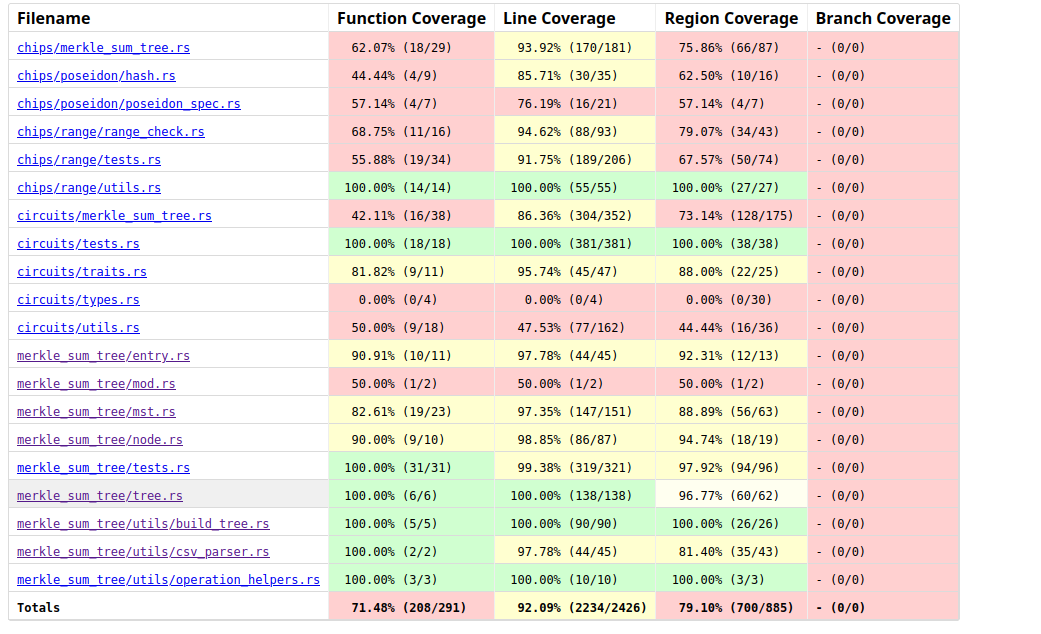 Filename Function Coverage Line Coverage Region Coverage Branch Coverage
chips/merkle_sum_tree.rs 62.07% (18/29) 93.92% (170/181) 75.86% (66/87) - (0/0)
chips/poseidon/hash.rs 44.44% (4/9) 85.71% (30/35) 62.50% (10/16) - (0/0)
chips/poseidon/poseidon_spec.rs 57.14% (4/7) 76.19% (16/21) 57.14% (4/7) - (0/0)
chips/range/range_check.rs 68.75% (11/16) 94.62% (88/93) 79.07% (34/43) - (0/0)
chips/range/tests.rs 55.88% (19/34) 91.75% (189/206) 67.57% (50/74) - (0/0)
chips/range/utils.rs 100.00% (14/14) 100.00% (55/55) 100.00% (27/27) - (0/0)
circuits/merkle_sum_tree.rs 42.11% (16/38) 86.36% (304/352) 73.14% (128/175) - (0/0)
circuits/tests.rs 100.00% (18/18) 100.00% (381/381) 100.00% (38/38) - (0/0)
circuits/traits.rs 81.82% (9/11) 95.74% (45/47) 88.00% (22/25) - (0/0)
circuits/types.rs 0.00% (0/4) 0.00% (0/4) 0.00% (0/30) - (0/0)
circuits/utils.rs 50.00% (9/18) 47.53% (77/162) 44.44% (16/36) - (0/0)
merkle_sum_tree/entry.rs 90.91% (10/11) 97.78% (44/45) 92.31% (12/13) - (0/0)
merkle_sum_tree/mod.rs 50.00% (1/2) 50.00% (1/2) 50.00% (1/2) - (0/0)
merkle_sum_tree/mst.rs 82.61% (19/23) 97.35% (147/151) 88.89% (56/63) - (0/0)
merkle_sum_tree/node.rs 90.00% (9/10) 98.85% (86/87) 94.74% (18/19) - (0/0)
merkle_sum_tree/tests.rs 100.00% (31/31) 99.38% (319/321) 97.92% (94/96) - (0/0)
merkle_sum_tree/tree.rs 100.00% (6/6) 100.00% (138/138) 96.77% (60/62) - (0/0)
merkle_sum_tree/utils/build_tree.rs 100.00% (5/5) 100.00% (90/90) 100.00% (26/26) - (0/0)
merkle_sum_tree/utils/csv_parser.rs 100.00% (2/2) 97.78% (44/45) 81.40% (35/43) - (0/0)
merkle_sum_tree/utils/operation_helpers.rs 100.00% (3/3) 100.00% (10/10) 100.00% (3/3) - (0/0)
Totals 71.48% (208/291) 92.09% (2234/2426) 79.10% (700/885) - (0/0)